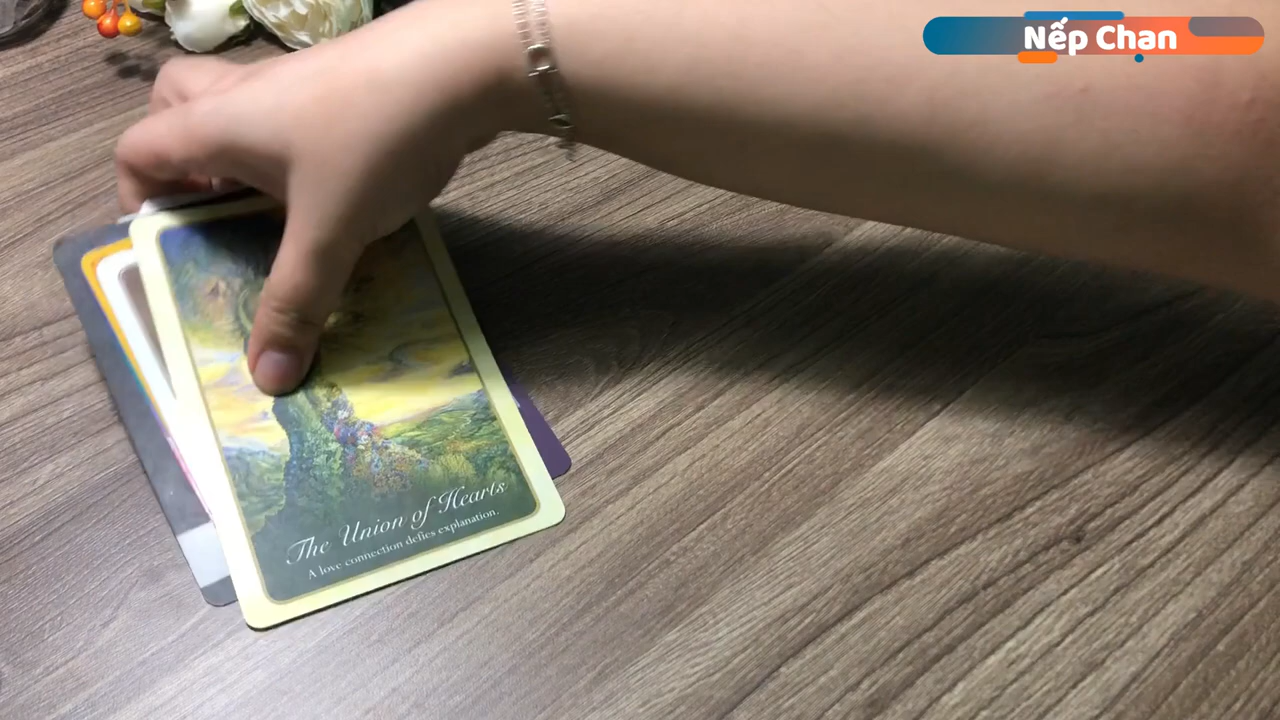 Nếp Chan
The Union of Hearts
A love connection defies explanation.